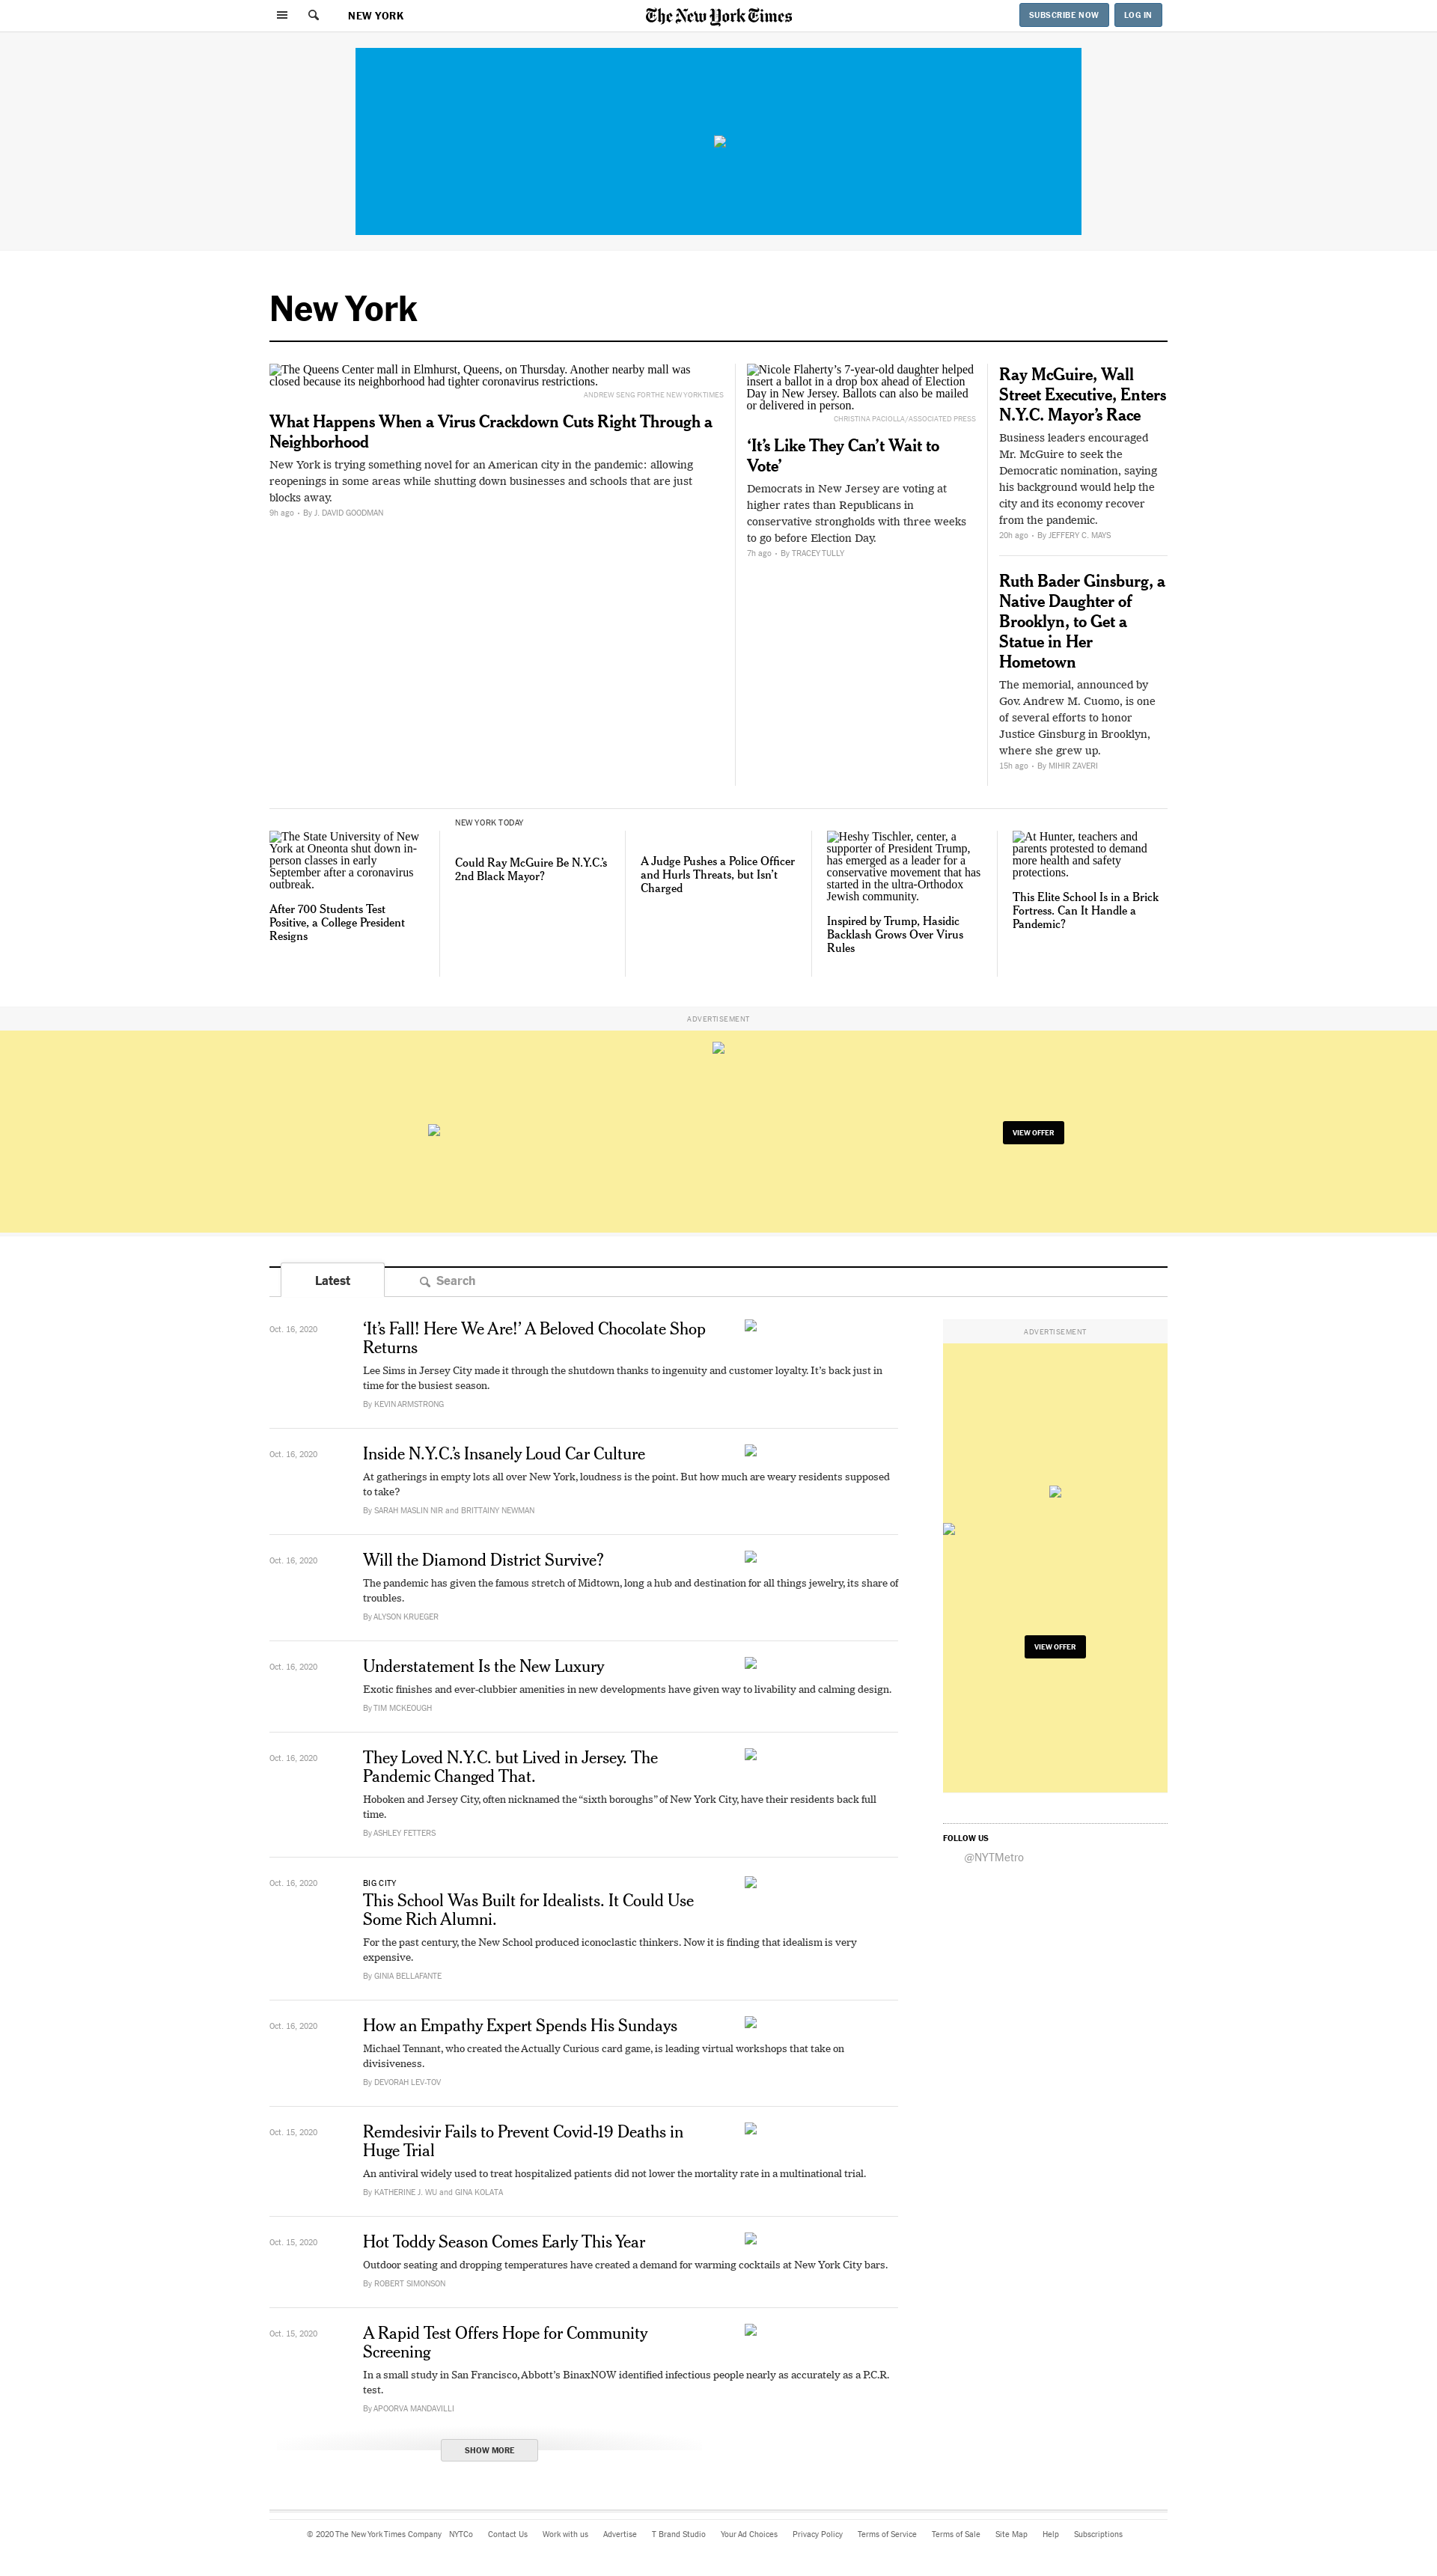 NEW YORK
The New York Times
SUBSCRIBE NOW
LOG IN
New York
The Queens Center mall in Elmhurst, Queens, on Thursday. Another nearby mall was
closed because its neighborhood had tighter coronavirus restrictions.
ANDREW SENG FOR THE NEW YORK TIMES
What Happens When a Virus Crackdown Cuts Right Through a
Neighborhood
New York is trying something novel for an American city in the pandemic: allowing
reopenings in some areas while shutting down businesses and schools that are just
blocks away.
9h ago • By J. DAVID GOODMAN
Nicole Flaherty’s 7-year-old daughter helped
insert a ballot in a drop box ahead of Election
Day in New Jersey. Ballots can also be mailed
or delivered in person.
CHRISTINA PACIOLLA/ASSOCIATED PRESS
‘It’s Like They Can’t Wait to
Vote’
Democrats in New Jersey are voting at
higher rates than Republicans in
conservative strongholds with three weeks
to go before Election Day.
7h ago • By TRACEY TULLY
Ray McGuire, Wall
Street Executive, Enters
N.Y.C. Mayor’s Race
Business leaders encouraged
Mr. McGuire to seek the
Democratic nomination, saying
his background would help the
city and its economy recover
from the pandemic.
20h ago • By JEFFERY C. MAYS
Ruth Bader Ginsburg, a
Native Daughter of
Brooklyn, to Get a
Statue in Her
Hometown
The memorial, announced by
Gov. Andrew M. Cuomo, is one
of several efforts to honor
Justice Ginsburg in Brooklyn,
where she grew up.
15h ago • By MIHIR ZAVERI
The State University of New
York at Oneonta shut down in-
person classes in early
September after a coronavirus
outbreak.
After 700 Students Test
Positive, a College President
Resigns
NEW YORK TODAY
Could Ray McGuire Be N.Y.C.’s
2nd Black Mayor?
A Judge Pushes a Police Officer
and Hurls Threats, but Isn’t
Charged
Heshy Tischler, center, a
supporter of President Trump,
has emerged as a leader for a
conservative movement that has
started in the ultra-Orthodox
Jewish community.
Inspired by Trump, Hasidic
Backlash Grows Over Virus
Rules
At Hunter, teachers and
parents protested to demand
more health and safety
protections.
This Elite School Is in a Brick
Fortress. Can It Handle a
Pandemic?
ADVERTISEMENT
VIEW OFFER
Latest
Search
Oct. 16, 2020
‘It’s Fall! Here We Are!’ A Beloved Chocolate Shop
Returns
Lee Sims in Jersey City made it through the shutdown thanks to ingenuity and customer loyalty. It’s back just in
time for the busiest season.
By KEVIN ARMSTRONG
Oct. 16, 2020
Inside N.Y.C.’s Insanely Loud Car Culture
At gatherings in empty lots all over New York, loudness is the point. But how much are weary residents supposed
to take?
By SARAH MASLIN NIR and BRITTAINY NEWMAN
Oct. 16, 2020
Will the Diamond District Survive?
The pandemic has given the famous stretch of Midtown, long a hub and destination for all things jewelry, its share of
troubles.
By ALYSON KRUEGER
Oct. 16, 2020
Understatement Is the New Luxury
Exotic finishes and ever-clubbier amenities in new developments have given way to livability and calming design.
By TIM MCKEOUGH
Oct. 16, 2020
They Loved N.Y.C. but Lived in Jersey. The
Pandemic Changed That.
Hoboken and Jersey City, often nicknamed the “sixth boroughs” of New York City, have their residents back full
time.
By ASHLEY FETTERS
Oct. 16, 2020
BIG CITY
This School Was Built for Idealists. It Could Use
Some Rich Alumni.
For the past century, the New School produced iconoclastic thinkers. Now it is finding that idealism is very
expensive.
By GINIA BELLAFANTE
Oct. 16, 2020
How an Empathy Expert Spends His Sundays
Michael Tennant, who created the Actually Curious card game, is leading virtual workshops that take on
divisiveness.
By DEVORAH LEV-TOV
Oct. 15, 2020
Remdesivir Fails to Prevent Covid-19 Deaths in
Huge Trial
An antiviral widely used to treat hospitalized patients did not lower the mortality rate in a multinational trial.
By KATHERINE J. WU and GINA KOLATA
Oct. 15, 2020
Hot Toddy Season Comes Early This Year
Outdoor seating and dropping temperatures have created a demand for warming cocktails at New York City bars.
By ROBERT SIMONSON
Oct. 15, 2020
A Rapid Test Offers Hope for Community
Screening
In a small study in San Francisco, Abbott’s BinaxNOW identified infectious people nearly as accurately as a P.C.R.
test.
By APOORVA MANDAVILLI
SHOW MORE
ADVERTISEMENT
VIEW OFFER
FOLLOW US
@NYTMetro
© 2020 The New York Times Company NYTCo Contact Us Work with us Advertise T Brand Studio Your Ad Choices Privacy Policy Terms of Service Terms of Sale Site Map Help Subscriptions